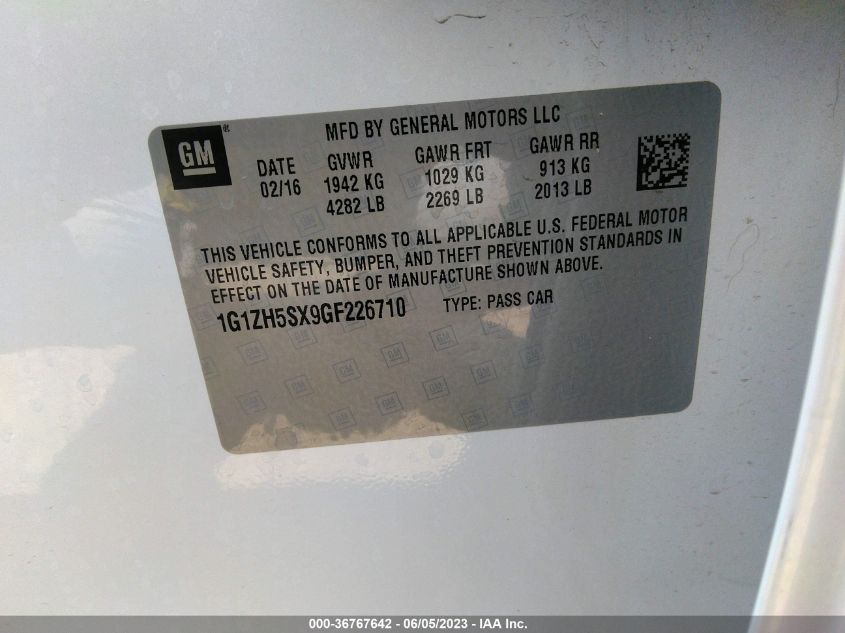 MFD BY GENERAL MOTORS LLC
GM®
DATE GVWR GAWR FRT GAWR RR
02/16 1942 KG 1029 KG 913 KG
4282 LB 2269 LB 2013 LB
THIS VEHICLE CONFORMS TO ALL APPLICABLE U.S. FEDERAL MOTOR
VEHICLE SAFETY, BUMPER, AND THEFT PREVENTION STANDARDS IN
EFFECT ON THE DATE OF MANUFACTURE SHOWN ABOVE.
1G1ZH5SX9GF226710 TYPE: PASS CAR
000-36767642 - 06/05/2023 - IAA Inc.